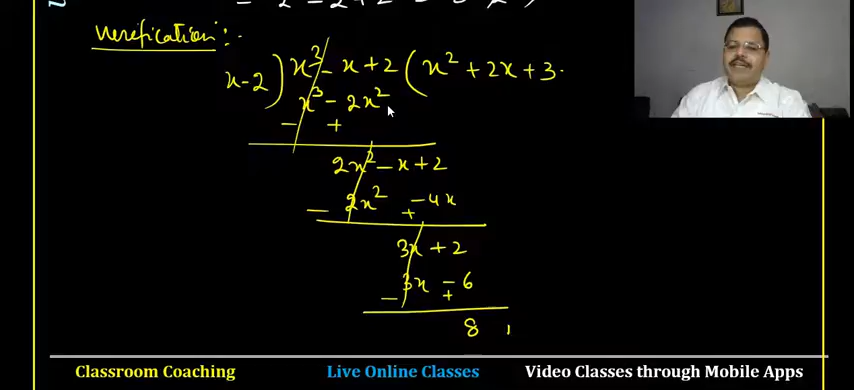 Verification :-
x-2 ) x³ - x + 2 ( x² + 2x + 3.
x³ - 2x²
- +
2x² - x + 2
2x² - 4x
- +
3x + 2
3x - 6
- +
8
Classroom Coaching Live Online Classes Video Classes through Mobile Apps